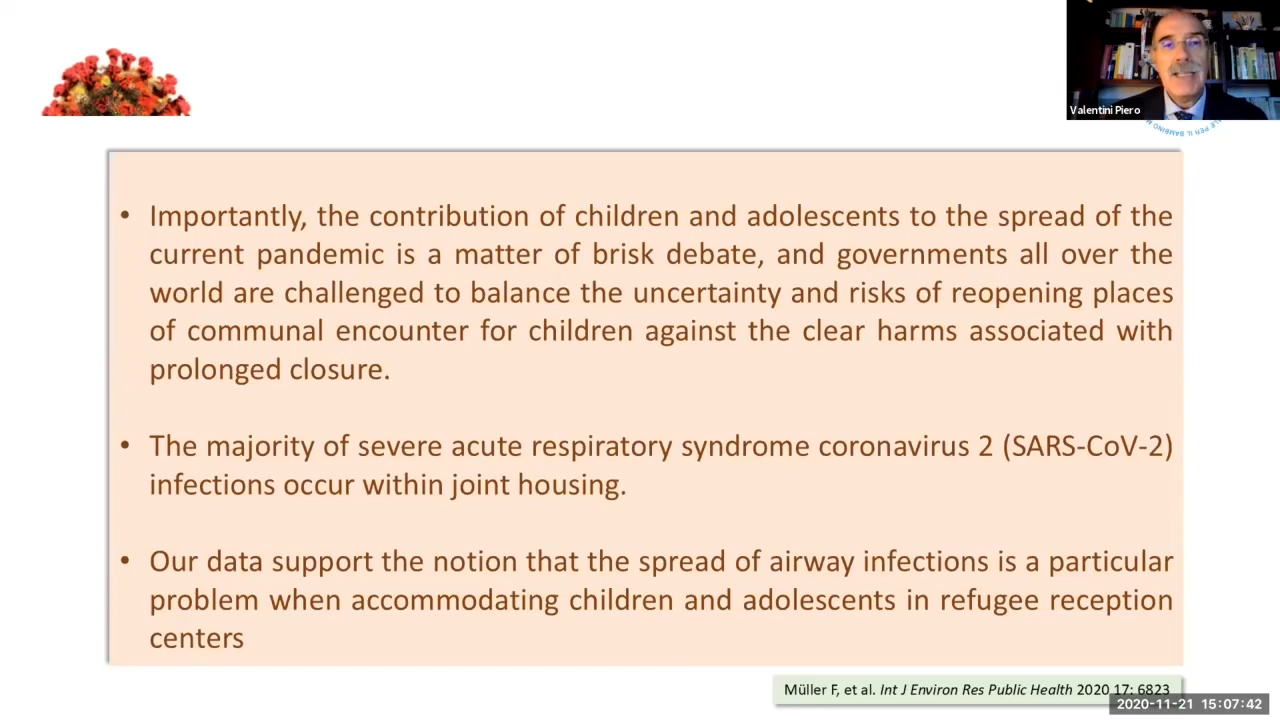 Valentini Piero
LE PER IL BAMBINO M
• Importantly, the contribution of children and adolescents to the spread of the
current pandemic is a matter of brisk debate, and governments all over the
world are challenged to balance the uncertainty and risks of reopening places
of communal encounter for children against the clear harms associated with
prolonged closure.
• The majority of severe acute respiratory syndrome coronavirus 2 (SARS-CoV-2)
infections occur within joint housing.
• Our data support the notion that the spread of airway infections is a particular
problem when accommodating children and adolescents in refugee reception
centers
Müller F, et al. Int J Environ Res Public Health 2020 17: 6823
2020-11-21 15:07:42